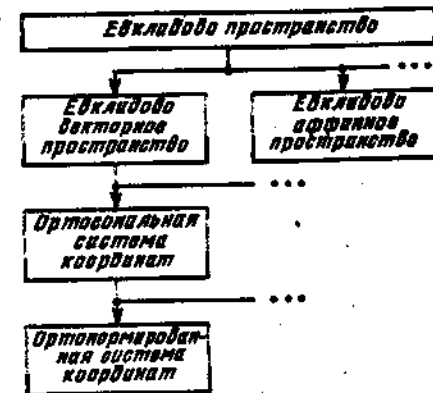 Евклидово пространство
Евклидово
векторное
пространство
Евклидово
аффинное
пространство
Ортогональная
система
координат
Ортонормирован-
ная система
координат